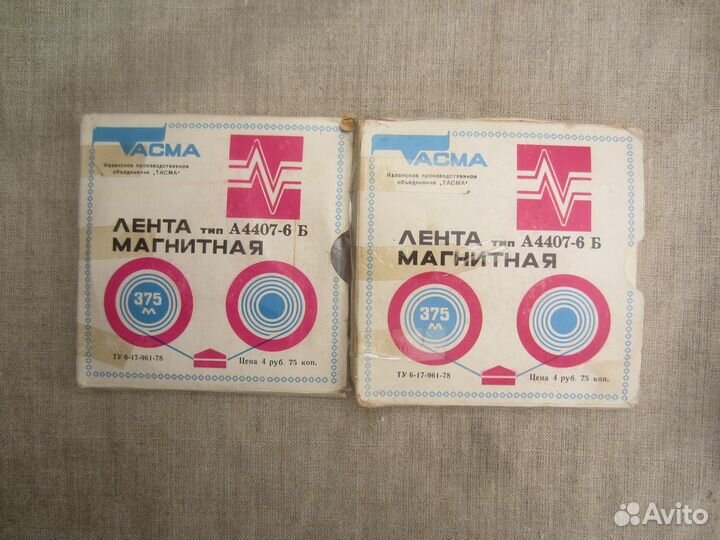 ТАСМА
Казанское производственное
объединение „ТАСМА"
ЛЕНТА тип А4407-6 Б
МАГНИТНАЯ
375
м
ТУ 6-17-961-78
Цена 4 руб. 75 коп.
ТАСМА
Казанское производственное
объединение „ТАСМА"
ЛЕНТА тип А4407-6 Б
МАГНИТНАЯ
375
м
ТУ 6-17-961-78
Цена 4 руб. 75 коп.
Avito